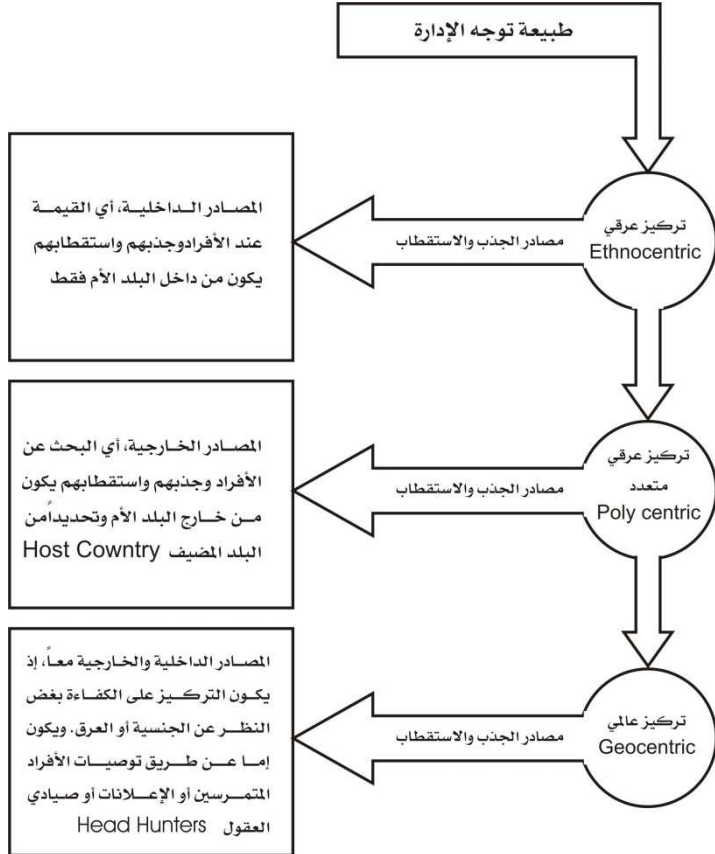 طبيعة توجه الإدارة
تركيز عرقي
Ethnocentric
مصادر الجذب والاستقطاب
المصادر الداخلية، أي القيمة
عند الأفرادوجذبهم واستقطابهم
يكون من داخل البلد الأم فقط
تركيز عرقي
متعدد
Poly centric
مصادر الجذب والاستقطاب
المصادر الخارجية، أي البحث عن
الأفراد وجذبهم واستقطابهم يكون
من خارج البلد الأم وتحديداًمن
البلد المضيف Host Cowntry
تركيز عالمي
Geocentric
مصادر الجذب والاستقطاب
المصادر الداخلية والخارجية معاً، إذ
يكون التركيز على الكفاءة بغض
النظر عن الجنسية أو العرق. ويكون
إما عن طريق توصيات الأفراد
المتمرسين أو الإعلانات أو صيادي
العقول Head Hunters